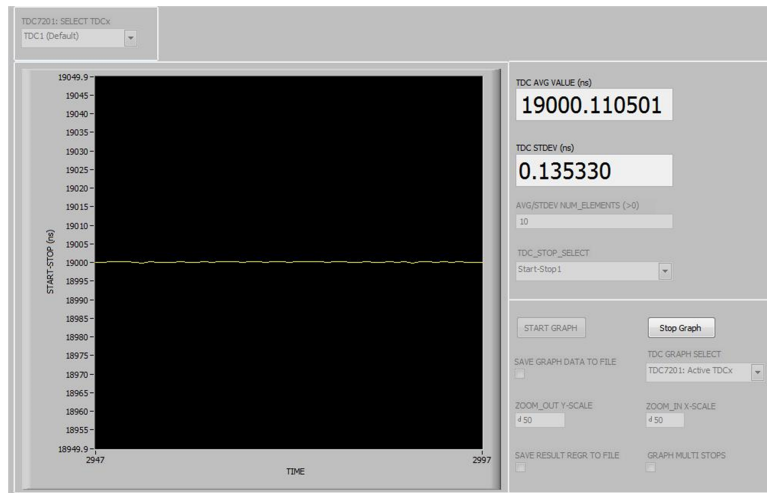 TDC7201: SELECT TDCx
TDC1 (Default)
19049.9
19045
19040
19035
19030
19025
19020
19015
19010
19005
19000
18995
18990
18985
18980
18975
18970
18965
18960
18955
18949.9
START-STOP (ns)
2947
2997
TIME
TDC AVG VALUE (ns)
19000.110501
TDC STDEV (ns)
0.135330
AVG/STDEV NUM_ELEMENTS (>0)
10
TDC_STOP_SELECT
Start-Stop1
START GRAPH
Stop Graph
SAVE GRAPH DATA TO FILE
TDC GRAPH SELECT
TDC7201: Active TDCx
ZOOM_OUT Y-SCALE
d 50
ZOOM_IN X-SCALE
d 50
SAVE RESULT REGR TO FILE
GRAPH MULTI STOPS